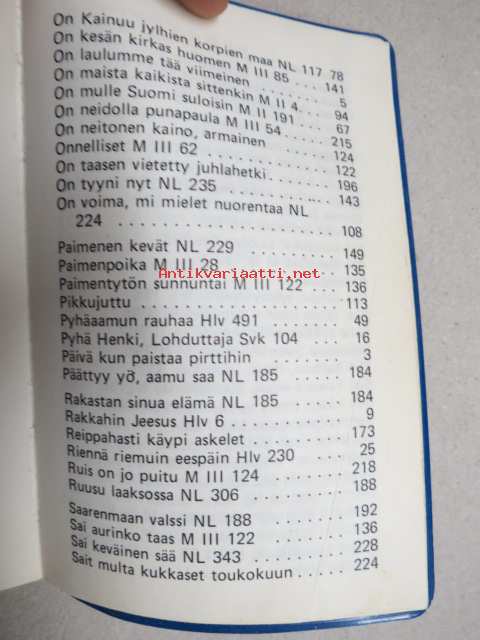 On Kainuu jylhien korpien maa NL 117 78
On kesän kirkas huomen M III 85 ... 141
On laulumme tää viimeinen ........ 5
On maista kaikista sittenkin M II 4 .. 94
On mulle Suomi suloisin M II 191 ... 67
On neidolla punapaula M III 54 ..... 215
On neitonen kaino, armainen ...... 124
Onnelliset M III 62 ............. 122
On taasen vietetty juhlahetki ....... 196
On tyyni nyt NL 235 ........... 143
On voima, mi mielet nuorentaa NL
224 .................. 108
Paimenen kevät NL 229 ......... 149
Paimenpoika M III 28 .......... 135
Antikvariaatti.net
Paimentytön sunnuntai M III 122 .... 136
Pikkujuttu ................. 113
Pyhäaamun rauhaa Hlv 491 ....... 49
Pyhä Henki, Lohduttaja Svk 104 .... 16
Päivä kun paistaa pirttihin ........ 3
Päättyy yö, aamu saa NL 185 ...... 184
Rakastan sinua elämä NL 185 ...... 184
Rakkahin Jeesus Hlv 6 .......... 9
Reippahasti käypi askelet ......... 173
Riennä riemuin eespäin Hlv 230 .... 25
Ruis on jo puitu M III 124 ........ 218
Ruusu laaksossa NL 306 ......... 188
Saarenmaan valssi NL 188 ........ 192
Sai aurinko taas M III 122 ........ 136
Sai keväinen sää NL 343 ......... 228
Sait multa kukkaset toukokuun ..... 224